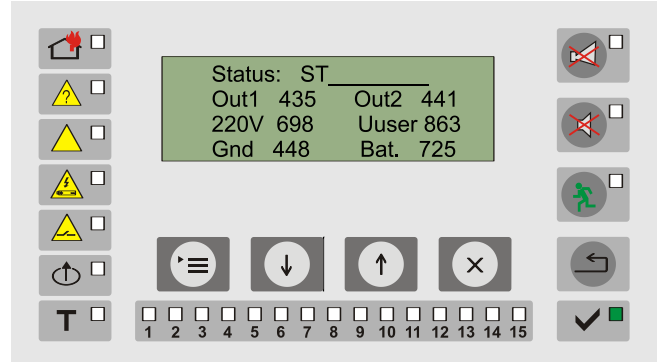 Status: ST_________
Out1 435 Out2 441
220V 698 Uuser 863
Gnd 448 Bat. 725
?
T
1 2 3 4 5 6 7 8 9 10 11 12 13 14 15